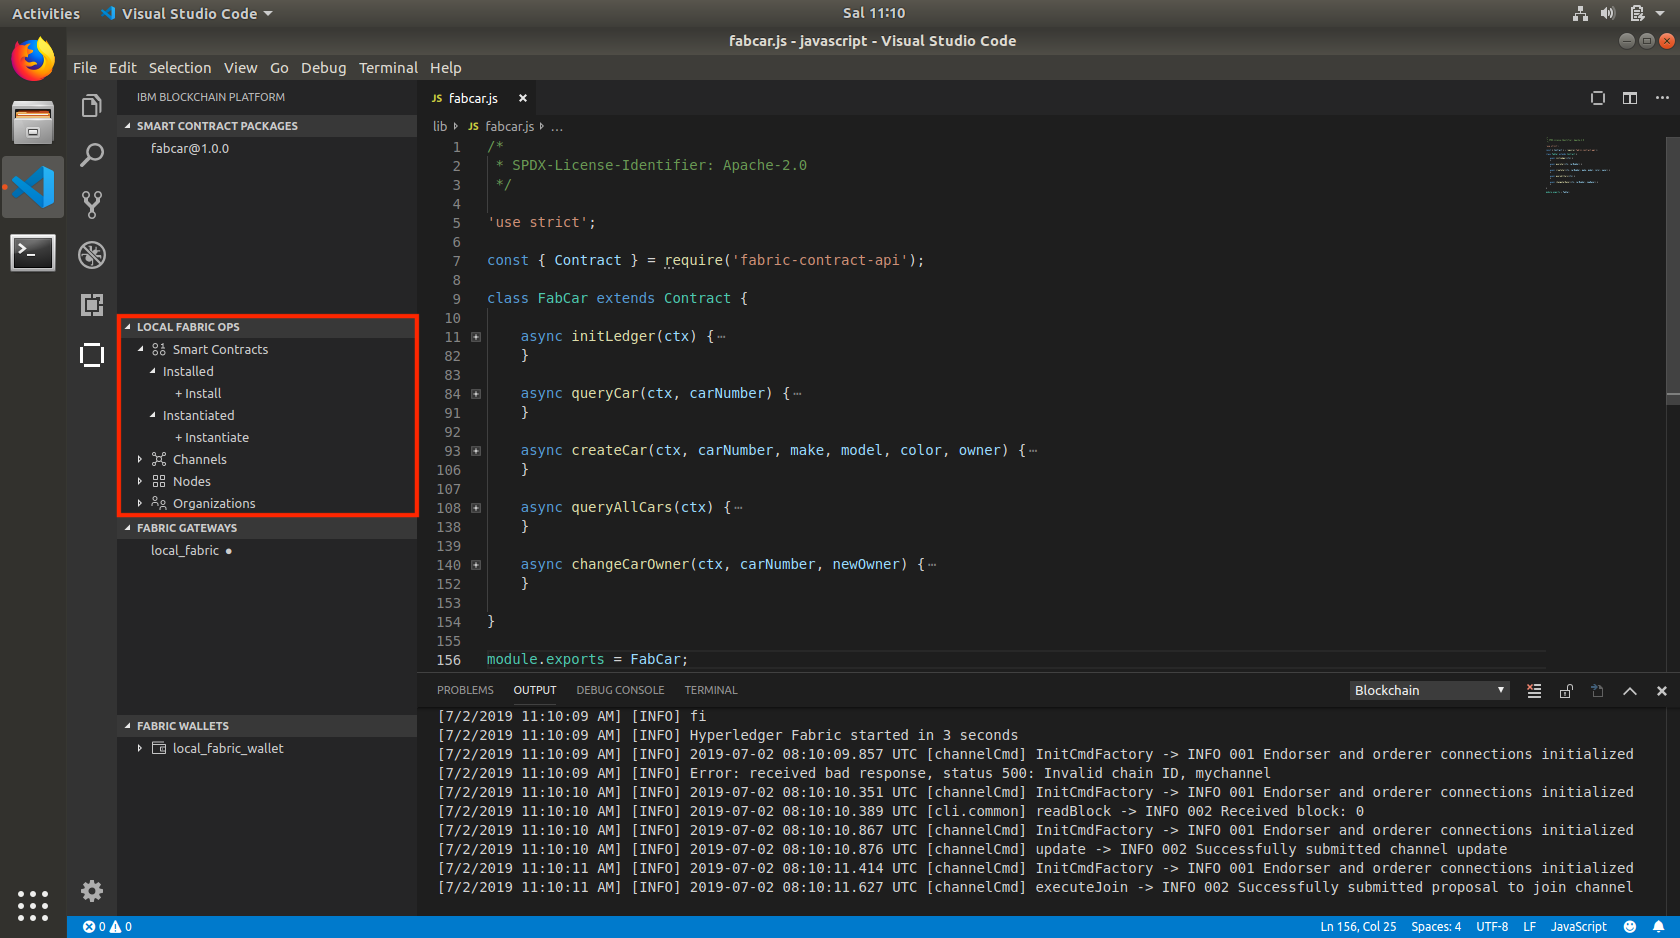 Activities
Visual Studio Code
Sal 11:10
fabcar.js - javascript - Visual Studio Code
File Edit Selection View Go Debug Terminal Help
IBM BLOCKCHAIN PLATFORM
SMART CONTRACT PACKAGES
fabcar@1.0.0
LOCAL FABRIC OPS
Smart Contracts
Installed
+ Install
Instantiated
+ Instantiate
Channels
Nodes
Organizations
FABRIC GATEWAYS
local_fabric ●
FABRIC WALLETS
local_fabric_wallet
JS fabcar.js
lib JS fabcar.js ...
1 /*
2 * SPDX-License-Identifier: Apache-2.0
3 */
4
5 'use strict';
6
7 const { Contract } = require('fabric-contract-api');
8
9 class FabCar extends Contract {
10
11 async initLedger(ctx) {…
82 }
83
84 async queryCar(ctx, carNumber) {…
91 }
92
93 async createCar(ctx, carNumber, make, model, color, owner) {…
106 }
107
108 async queryAllCars(ctx) {…
138 }
139
140 async changeCarOwner(ctx, carNumber, newOwner) {…
152 }
153
154 }
155
156 module.exports = FabCar;
PROBLEMS OUTPUT DEBUG CONSOLE TERMINAL
Blockchain
[7/2/2019 11:10:09 AM] [INFO] fi
[7/2/2019 11:10:09 AM] [INFO] Hyperledger Fabric started in 3 seconds
[7/2/2019 11:10:09 AM] [INFO] 2019-07-02 08:10:09.857 UTC [channelCmd] InitCmdFactory -> INFO 001 Endorser and orderer connections initialized
[7/2/2019 11:10:09 AM] [INFO] Error: received bad response, status 500: Invalid chain ID, mychannel
[7/2/2019 11:10:10 AM] [INFO] 2019-07-02 08:10:10.351 UTC [channelCmd] InitCmdFactory -> INFO 001 Endorser and orderer connections initialized
[7/2/2019 11:10:10 AM] [INFO] 2019-07-02 08:10:10.389 UTC [cli.common] readBlock -> INFO 002 Received block: 0
[7/2/2019 11:10:10 AM] [INFO] 2019-07-02 08:10:10.867 UTC [channelCmd] InitCmdFactory -> INFO 001 Endorser and orderer connections initialized
[7/2/2019 11:10:10 AM] [INFO] 2019-07-02 08:10:10.876 UTC [channelCmd] update -> INFO 002 Successfully submitted channel update
[7/2/2019 11:10:11 AM] [INFO] 2019-07-02 08:10:11.414 UTC [channelCmd] InitCmdFactory -> INFO 001 Endorser and orderer connections initialized
[7/2/2019 11:10:11 AM] [INFO] 2019-07-02 08:10:11.627 UTC [channelCmd] executeJoin -> INFO 002 Successfully submitted proposal to join channel
0 0
Ln 156, Col 25 Spaces: 4 UTF-8 LF JavaScript